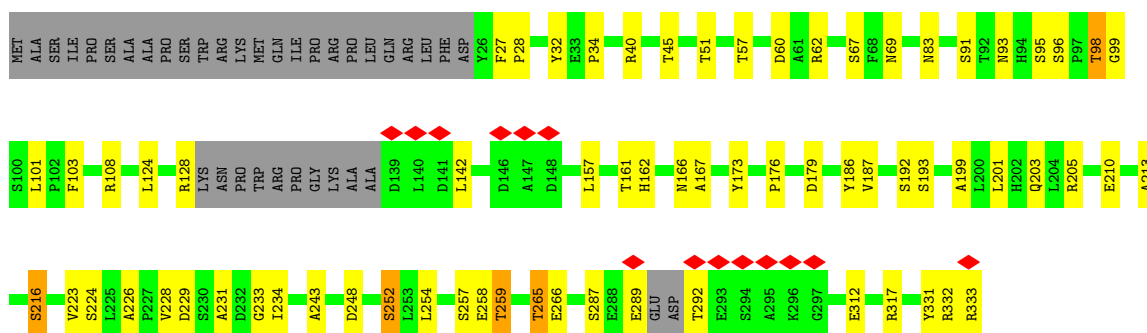 MET ALA SER ILE PRO SER ALA ALA PRO SER TRP ARG LYS MET GLN ILE PRO ARG PRO LEU GLN ARG LEU PHE ASP Y26 F27 P28 Y32 E33 P34 R40 T45 T51 T57 D60 A61 R62 S67 F68 N69 N83 S91 T92 N93 H94 S95 S96 P97 T98 G99
S100 L101 P102 F103 R108 L124 R128 LYS ASN PRO TRP ARG PRO GLY LYS ALA ALA D139 L140 D141 L142 D146 A147 D148 L157 T161 H162 N166 A167 Y173 P176 D179 Y186 V187 S192 S193 A199 L200 L201 H202 Q203 L204 R205 E210 A213
S216 V223 S224 L225 A226 P227 V228 D229 S230 A231 D232 G233 I234 A243 D248 S252 L253 L254 S257 E258 T259 T265 E266 S287 E288 E289 GLU ASP T292 E293 S294 A295 K296 G297 E312 R317 Y331 R332 R333